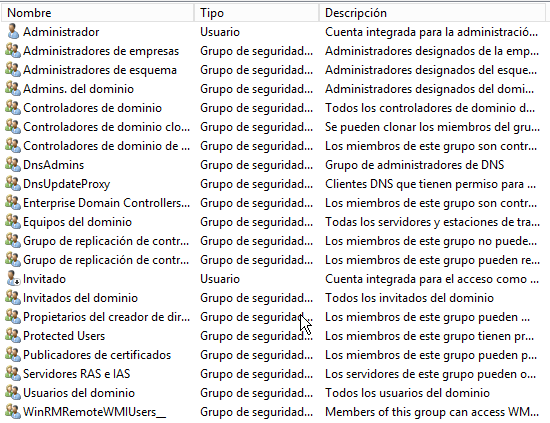 Nombre Tipo Descripción
Administrador Usuario Cuenta integrada para la administració...
Administradores de empresas Grupo de seguridad... Administradores designados de la emp...
Administradores de esquema Grupo de seguridad... Administradores designados del esque...
Admins. del dominio Grupo de seguridad... Administradores designados del domi...
Controladores de dominio Grupo de seguridad... Todos los controladores de dominio d...
Controladores de dominio clo... Grupo de seguridad... Se pueden clonar los miembros del gru...
Controladores de dominio de ... Grupo de seguridad... Los miembros de este grupo son contr...
DnsAdmins Grupo de seguridad... Grupo de administradores de DNS
DnsUpdateProxy Grupo de seguridad... Clientes DNS que tienen permiso para ...
Enterprise Domain Controllers... Grupo de seguridad... Los miembros de este grupo son contr...
Equipos del dominio Grupo de seguridad... Todas los servidores y estaciones de tra...
Grupo de replicación de contr... Grupo de seguridad... Los miembros de este grupo no puede...
Grupo de replicación de contr... Grupo de seguridad... Los miembros de este grupo pueden re...
Invitado Usuario Cuenta integrada para el acceso como ...
Invitados del dominio Grupo de seguridad... Todos los invitados del dominio
Propietarios del creador de dir... Grupo de seguridad... Los miembros de este grupo pueden ...
Protected Users Grupo de seguridad... Los miembros de este grupo tienen pr...
Publicadores de certificados Grupo de seguridad... Los miembros de este grupo pueden p...
Servidores RAS e IAS Grupo de seguridad... Los servidores de este grupo pueden o...
Usuarios del dominio Grupo de seguridad... Todos los usuarios del dominio
WinRMRemoteWMIUsers__ Grupo de seguridad... Members of this group can access WM...